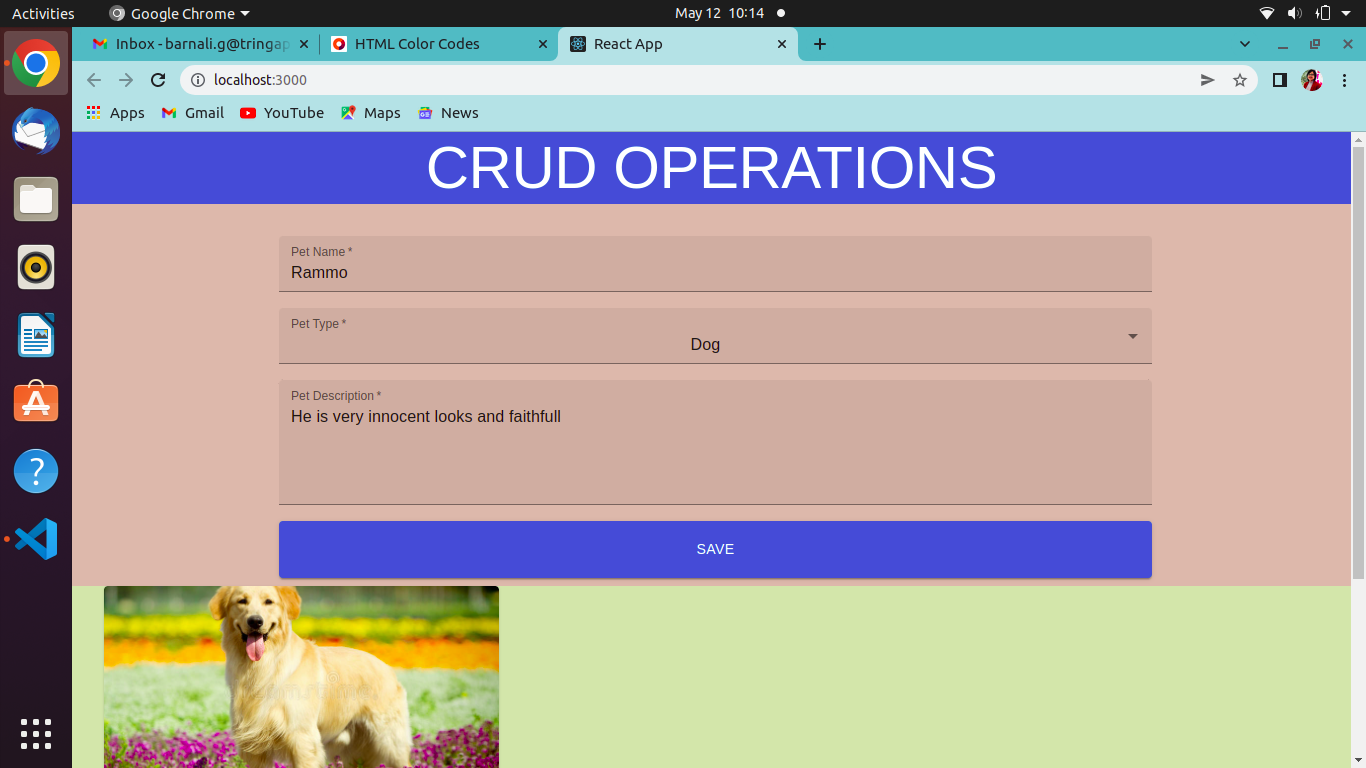 Activities
Google Chrome
May 12 10:14
Inbox - barnali.g@tringap
HTML Color Codes
React App
localhost:3000
Apps
Gmail
YouTube
Maps
News
CRUD OPERATIONS
Pet Name *
Rammo
Pet Type *
Dog
Pet Description *
He is very innocent looks and faithfull
SAVE